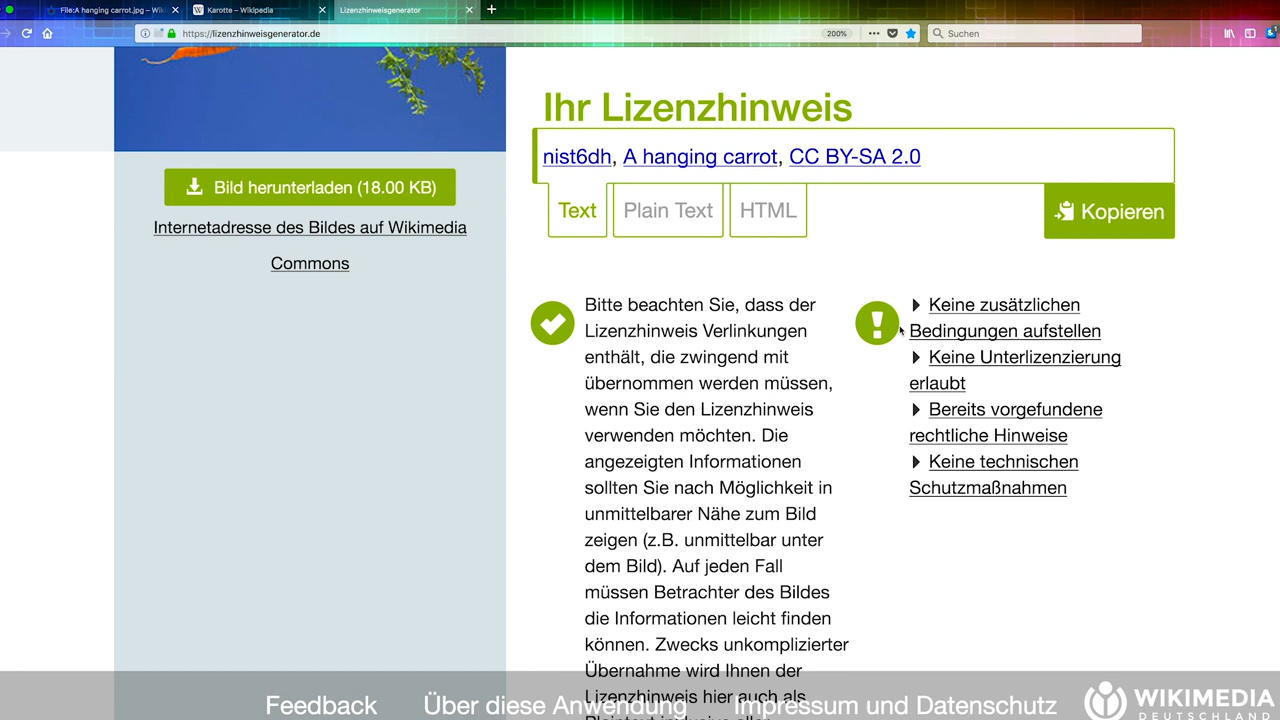 File:A hanging carrot.jpg – Wik
Karotte – Wikipedia
Lizenzhinweisgenerator
https://lizenzhinweisgenerator.de
200%
Suchen
Ihr Lizenzhinweis
nist6dh, A hanging carrot, CC BY-SA 2.0
Text
Plain Text
HTML
Kopieren
Bild herunterladen (18.00 KB)
Internetadresse des Bildes auf Wikimedia
Commons
Bitte beachten Sie, dass der
Lizenzhinweis Verlinkungen
enthält, die zwingend mit
übernommen werden müssen,
wenn Sie den Lizenzhinweis
verwenden möchten. Die
angezeigten Informationen
sollten Sie nach Möglichkeit in
unmittelbarer Nähe zum Bild
zeigen (z.B. unmittelbar unter
dem Bild). Auf jeden Fall
müssen Betrachter des Bildes
die Informationen leicht finden
können. Zwecks unkomplizierter
Übernahme wird Ihnen der
Lizenzhinweis hier auch als
Keine zusätzlichen
Bedingungen aufstellen
Keine Unterlizenzierung
erlaubt
Bereits vorgefundene
rechtliche Hinweise
Keine technischen
Schutzmaßnahmen
Feedback
Über diese Anwendung
Impressum und Datenschutz
WIKIMEDIA
DEUTSCHLAND